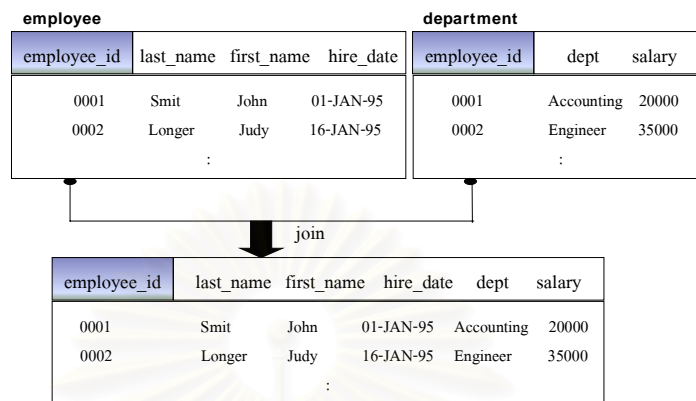 employee
employee_id last_name first_name hire_date
0001 Smit John 01-JAN-95
0002 Longer Judy 16-JAN-95
:
department
employee_id dept salary
0001 Accounting 20000
0002 Engineer 35000
:
join
employee_id last_name first_name hire_date dept salary
0001 Smit John 01-JAN-95 Accounting 20000
0002 Longer Judy 16-JAN-95 Engineer 35000
: